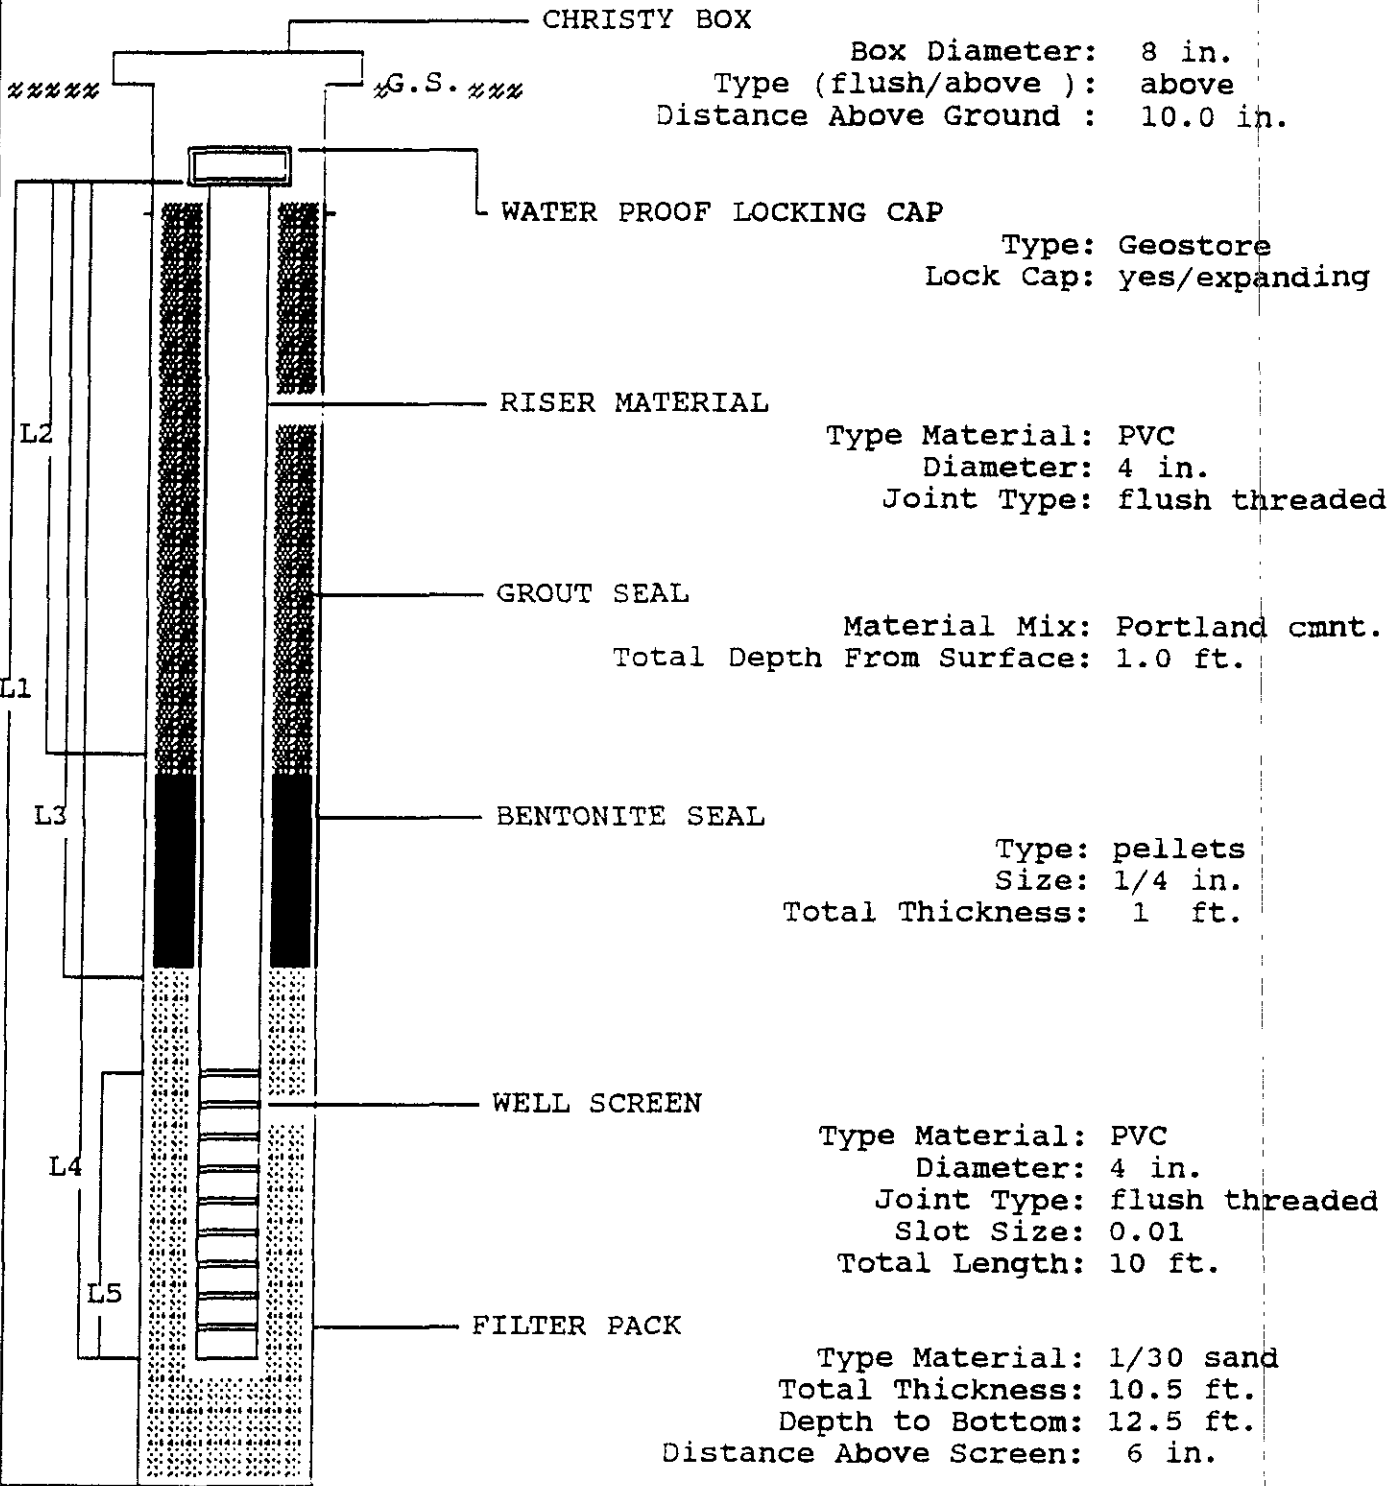 CHRISTY BOX
Box Diameter: 8 in.
G.S.
Type (flush/above ): above
Distance Above Ground : 10.0 in.
WATER PROOF LOCKING CAP
Type: Geostore
Lock Cap: yes/expanding
RISER MATERIAL
L2
Type Material: PVC
Diameter: 4 in.
Joint Type: flush threaded
GROUT SEAL
Material Mix: Portland cmnt.
Total Depth From Surface: 1.0 ft.
L1
L3
BENTONITE SEAL
Type: pellets
Size: 1/4 in.
Total Thickness: 1 ft.
WELL SCREEN
Type Material: PVC
L4
Diameter: 4 in.
Joint Type: flush threaded
Slot Size: 0.01
Total Length: 10 ft.
L5
FILTER PACK
Type Material: 1/30 sand
Total Thickness: 10.5 ft.
Depth to Bottom: 12.5 ft.
Distance Above Screen: 6 in.